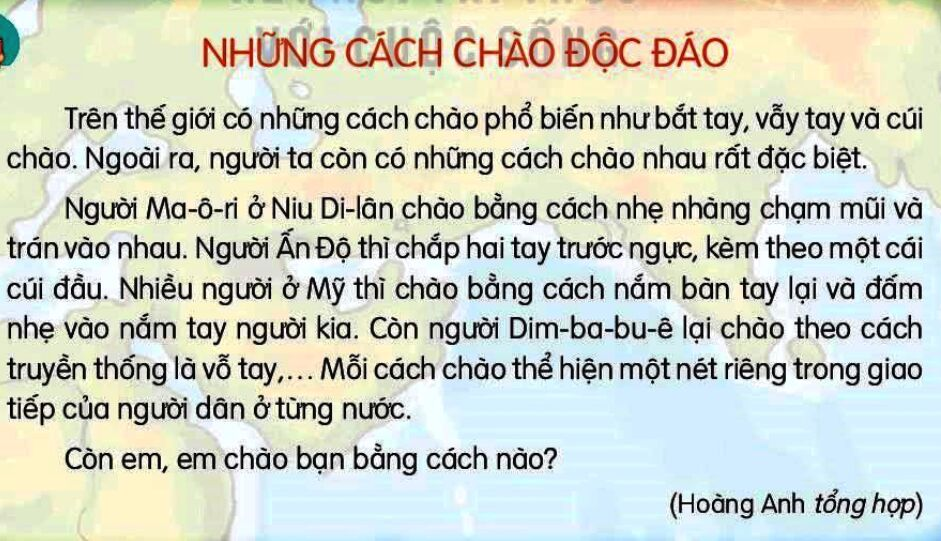 NHỮNG CÁCH CHÀO ĐỘC ĐÁO
Trên thế giới có những cách chào phổ biến như bắt tay, vẫy tay và cúi
chào. Ngoài ra, người ta còn có những cách chào nhau rất đặc biệt.
Người Ma-ô-ri ở Niu Di-lân chào bằng cách nhẹ nhàng chạm mũi và
trán vào nhau. Người Ấn Độ thì chắp hai tay trước ngực, kèm theo một cái
cúi đầu. Nhiều người ở Mỹ thì chào bằng cách nắm bàn tay lại và đấm
nhẹ vào nắm tay người kia. Còn người Dim-ba-bu-ê lại chào theo cách
truyền thống là vỗ tay,... Mỗi cách chào thể hiện một nét riêng trong giao
tiếp của người dân ở từng nước.
Còn em, em chào bạn bằng cách nào?
(Hoàng Anh tổng hợp)